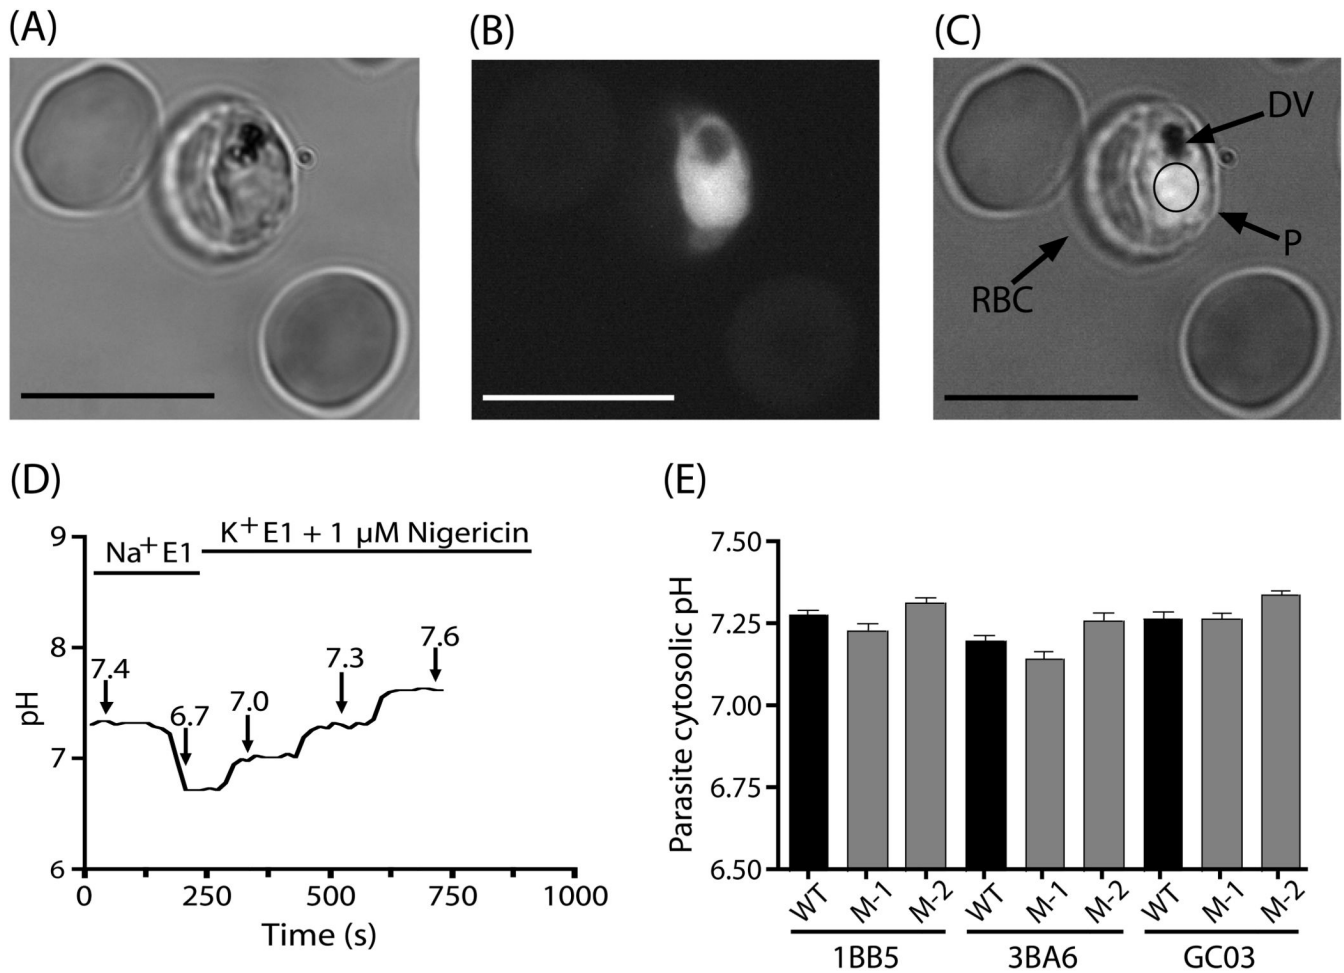 (A)
(B)
(C)
DV
P
RBC
(D)
9
8
7
6
pH
Na+ E1
K+ E1 + 1 μM Nigericin
7.4
6.7
7.0
7.3
7.6
0
250
500
750
1000
Time (s)
(E)
7.50
7.25
7.00
6.75
6.50
Parasite cytosolic pH
WT
M-1
M-2
WT
M-1
M-2
WT
M-1
M-2
1BB5
3BA6
GC03